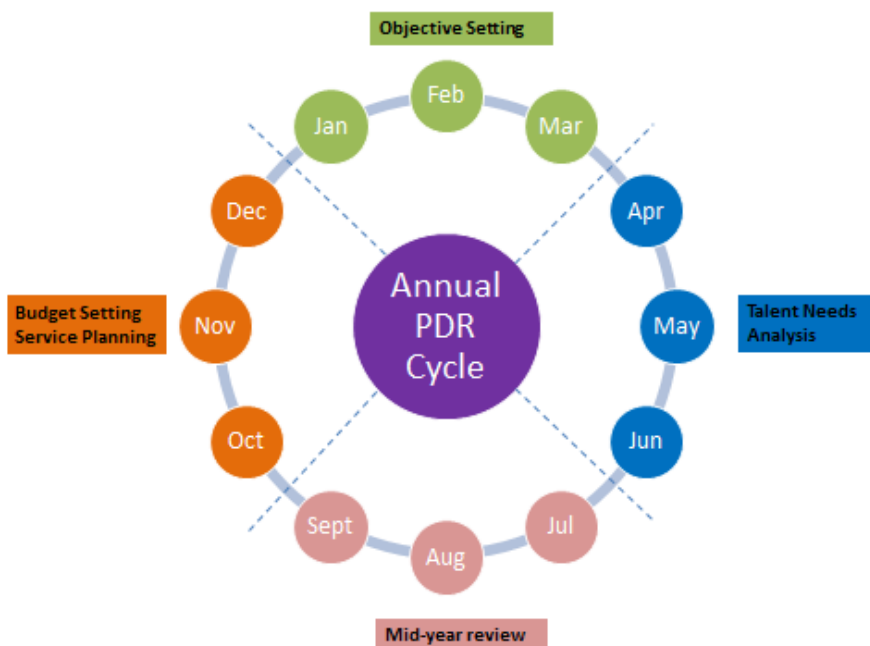 Objective Setting
Feb
Jan
Mar
Dec
Apr
Annual
PDR
Cycle
Budget Setting
Service Planning
Nov
May
Talent Needs
Analysis
Oct
Jun
Sept
Jul
Aug
Mid-year review